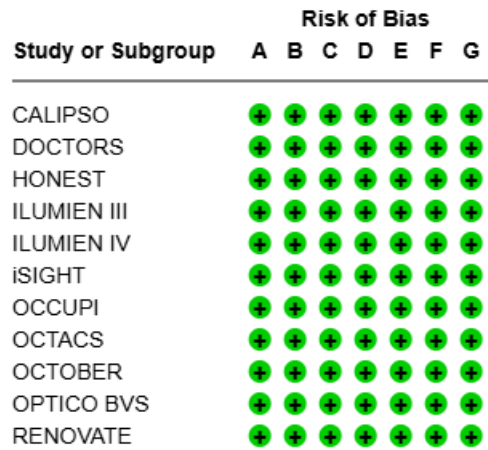 Risk of Bias
Study or Subgroup A B C D E F G
CALIPSO + + + + + + +
DOCTORS + + + + + + +
HONEST + + + + + + +
ILUMIEN III + + + + + + +
ILUMIEN IV + + + + + + +
iSIGHT + + + + + + +
OCCUPI + + + + + + +
OCTACS + + + + + + +
OCTOBER + + + + + + +
OPTICO BVS + + + + + + +
RENOVATE + + + + + + +